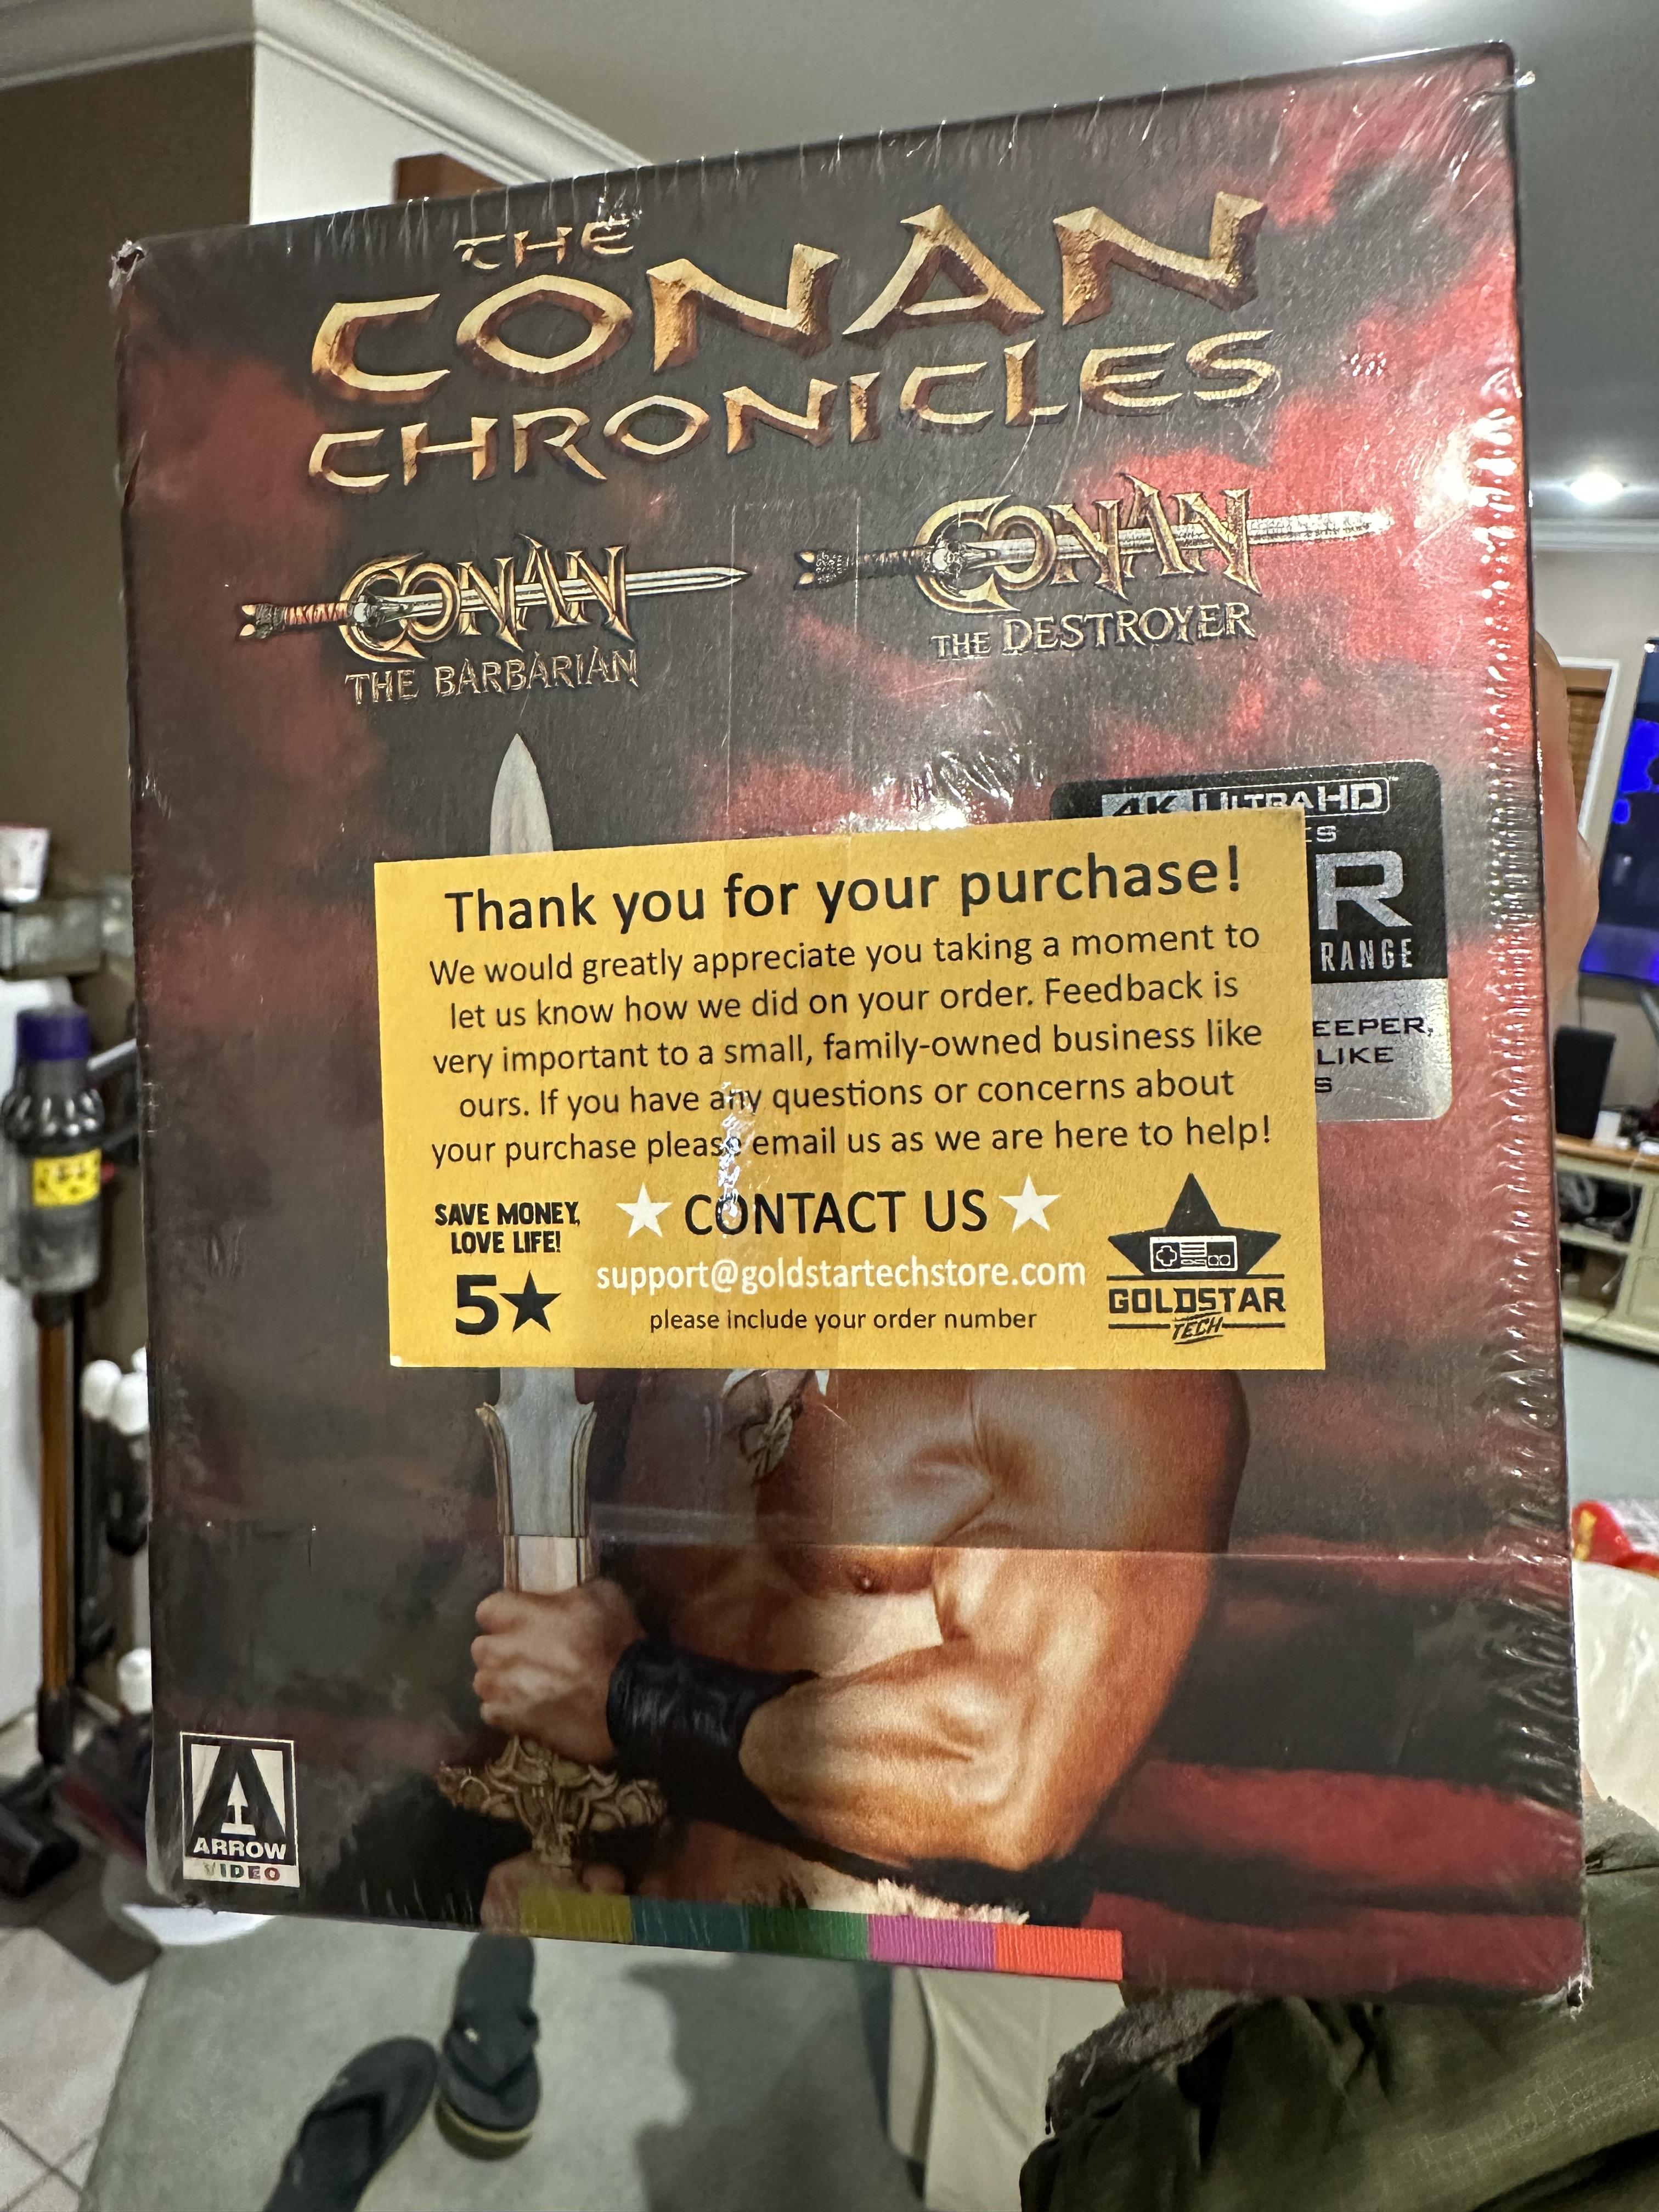 THE
CONAN
CHRONICLES
CONAN
THE BARBARIAN
CONAN
THE DESTROYER
4K ULTRA HD
R
RANGE
LIKE
Thank you for your purchase!
We would greatly appreciate you taking a moment to
let us know how we did on your order. Feedback is
very important to a small, family-owned business like
ours. If you have any questions or concerns about
your purchase please email us as we are here to help!
SAVE MONEY,
LOVE LIFE!
5★
★ CONTACT US ★
support@goldstartechstore.com
please include your order number
GOLDSTAR
TECH
ARROW
VIDEO